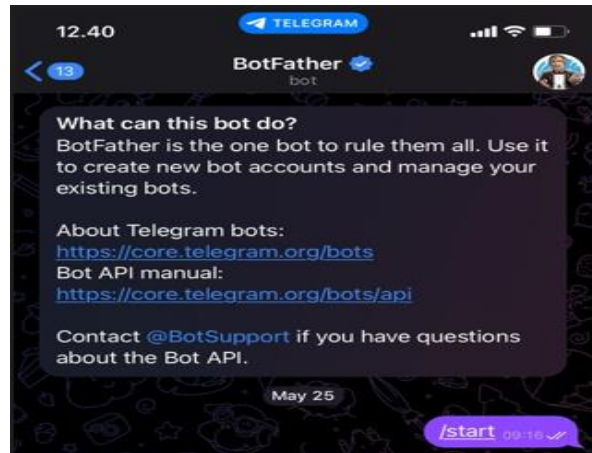 12.40
TELEGRAM
13
BotFather
bot
What can this bot do?
BotFather is the one bot to rule them all. Use it
to create new bot accounts and manage your
existing bots.
About Telegram bots:
https://core.telegram.org/bots
Bot API manual:
https://core.telegram.org/bots/api
Contact @BotSupport if you have questions
about the Bot API.
May 25
/start 09:16